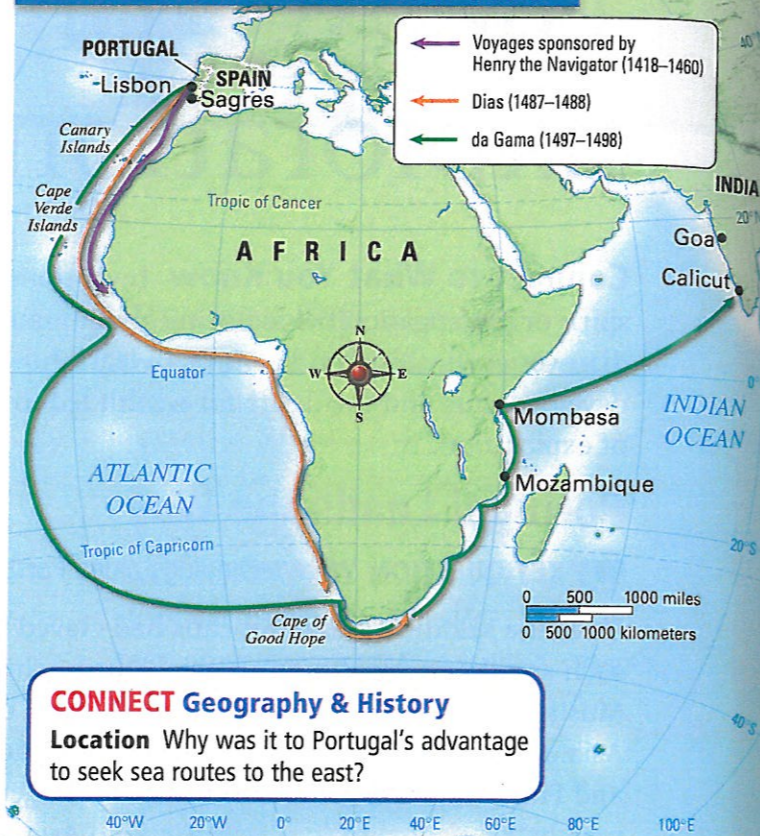 Voyages sponsored by
Henry the Navigator (1418–1460)
Dias (1487–1488)
da Gama (1497–1498)
PORTUGAL
SPAIN
Lisbon
Sagres
Canary
Islands
Cape
Verde
Islands
Tropic of Cancer
AFRICA
INDIA
20°N
Goa
Calicut
N
W
E
S
Equator
0°
Mombasa
INDIAN
OCEAN
Mozambique
ATLANTIC
OCEAN
Tropic of Capricorn
20°S
0 500 1000 miles
0 500 1000 kilometers
Cape of
Good Hope
CONNECT Geography & History
Location Why was it to Portugal's advantage
to seek sea routes to the east?
40°S
40°W 20°W 0° 20°E 40°E 60°E 80°E 100°E